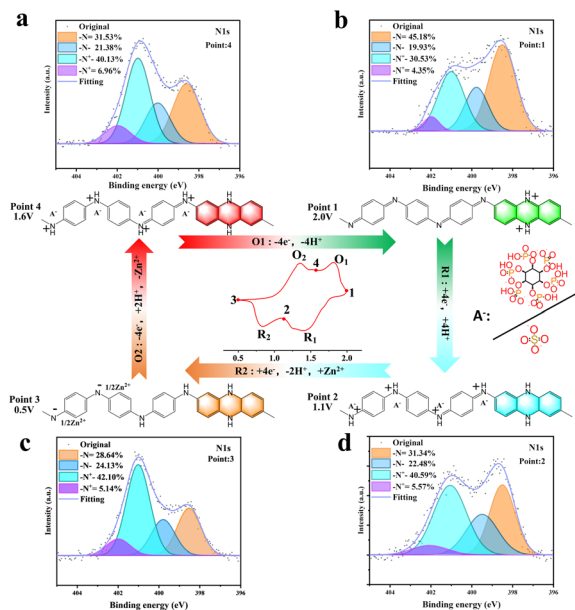 a
Original
N1s
-N= 31.53%
Point:4
-N- 21.38%
-N⁺- 40.13%
-N⁺= 6.96%
Fitting
Intensity (a.u.)
404 402 400 398 396
Binding energy (eV)
b
Original
N1s
-N= 45.18%
Point:1
-N- 19.93%
-N⁺- 30.53%
-N⁺= 4.35%
Fitting
Intensity (a.u.)
404 402 400 398 396
Binding energy (eV)
Point 4
1.6V
A⁻ A⁻ A⁻ A⁻
Point 1
2.0V
O1 : -4e⁻, -4H⁺
O2 : -4e⁻, +2H⁺, -Zn²⁺
R1 : +4e⁻, +4H⁺
O₂ 4 O₁
3 2 1
R₂ R₁
0.5 1.0 1.5 2.0
A⁻:
R2 : +4e⁻, -2H⁺, +Zn²⁺
Point 3
0.5V
1/2Zn²⁺
1/2Zn²⁺
Point 2
1.1V
A⁻ A⁻ A⁻ A⁻
c
Original
N1s
-N= 28.64%
Point:3
-N- 24.13%
-N⁺- 42.10%
-N⁺= 5.14%
Fitting
Intensity (a.u.)
404 402 400 398 396
Binding energy (eV)
d
Original
N1s
-N= 31.34%
Point:2
-N- 22.48%
-N⁺- 40.59%
-N⁺= 5.57%
Fitting
Intensity (a.u.)
404 402 400 398 396
Binding energy (eV)